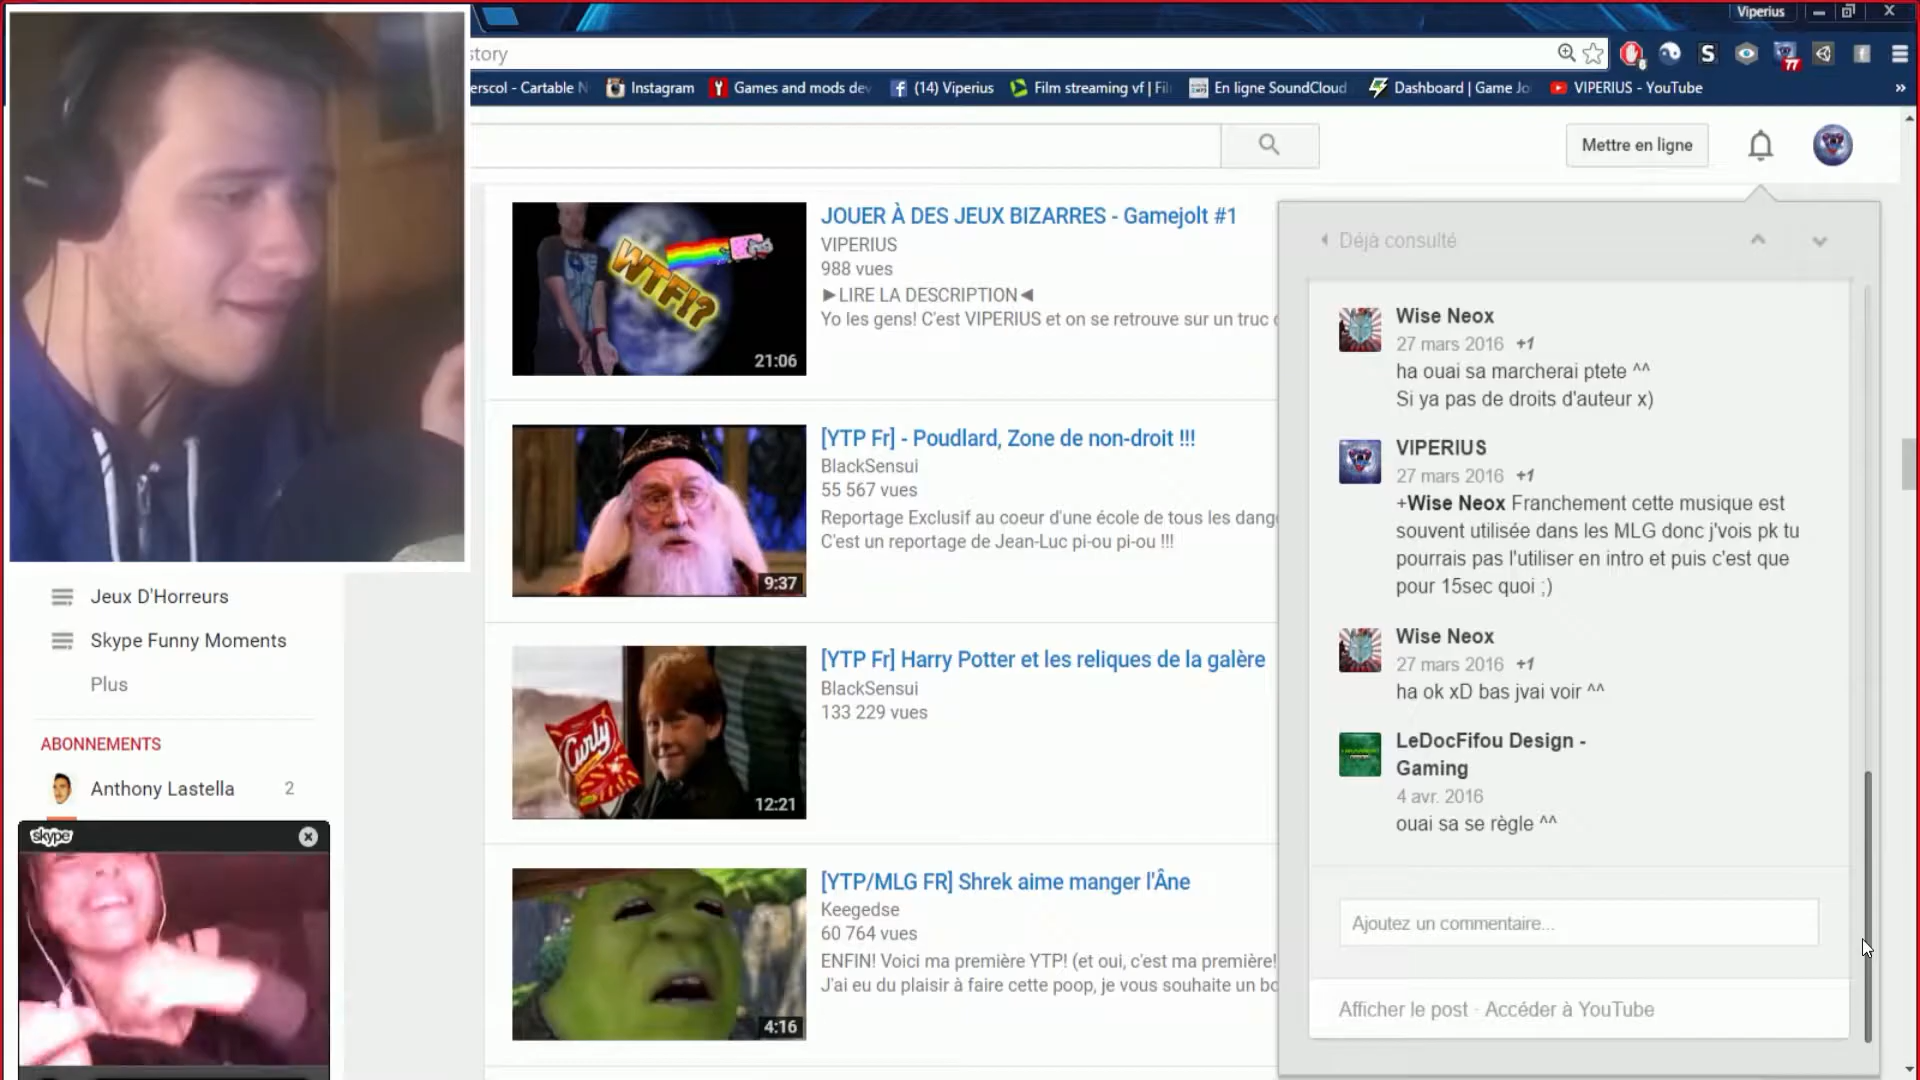 Viperius
story
77
erscol - Cartable N
Instagram
Games and mods dev
(14) Viperius
Film streaming vf | Fil
En ligne SoundCloud
Dashboard | Game Jo
VIPERIUS - YouTube
»
Mettre en ligne
WTF!?
21:06
JOUER À DES JEUX BIZARRES - Gamejolt #1
VIPERIUS
988 vues
►LIRE LA DESCRIPTION◄
Yo les gens! C'est VIPERIUS et on se retrouve sur un truc
9:37
[YTP Fr] - Poudlard, Zone de non-droit !!!
BlackSensui
55 567 vues
Reportage Exclusif au coeur d'une école de tous les dang
C'est un reportage de Jean-Luc pi-ou pi-ou !!!
Curly
12:21
[YTP Fr] Harry Potter et les reliques de la galère
BlackSensui
133 229 vues
4:16
[YTP/MLG FR] Shrek aime manger l'Âne
Keegedse
60 764 vues
ENFIN! Voici ma première YTP! (et oui, c'est ma première!
J'ai eu du plaisir à faire cette poop, je vous souhaite un bo
Déjà consulté
Wise Neox
27 mars 2016 +1
ha ouai sa marcherai ptete ^^
Si ya pas de droits d'auteur x)
VIPERIUS
27 mars 2016 +1
+Wise Neox Franchement cette musique est
souvent utilisée dans les MLG donc j'vois pk tu
pourrais pas l'utiliser en intro et puis c'est que
pour 15sec quoi ;)
Wise Neox
27 mars 2016 +1
ha ok xD bas jvai voir ^^
LeDocFifou Design -
Gaming
4 avr. 2016
ouai sa se règle ^^
Ajoutez un commentaire...
Afficher le post - Accéder à YouTube
Jeux D'Horreurs
Skype Funny Moments
Plus
ABONNEMENTS
Anthony Lastella 2
skype